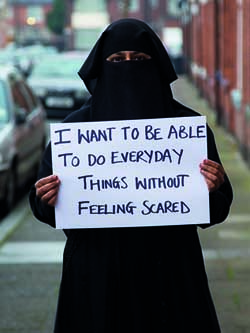 I WANT TO BE ABLE
TO DO EVERYDAY
THINGS WITHOUT
FEELING SCARED